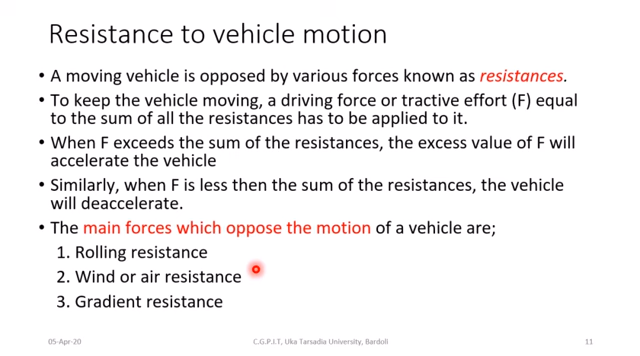 Resistance to vehicle motion
• A moving vehicle is opposed by various forces known as resistances.
• To keep the vehicle moving, a driving force or tractive effort (F) equal
to the sum of all the resistances has to be applied to it.
• When F exceeds the sum of the resistances, the excess value of F will
accelerate the vehicle
• Similarly, when F is less then the sum of the resistances, the vehicle
will deaccelerate.
• The main forces which oppose the motion of a vehicle are;
1. Rolling resistance
2. Wind or air resistance
3. Gradient resistance
05-Apr-20 C.G.P.I.T, Uka Tarsadia University, Bardoli 11